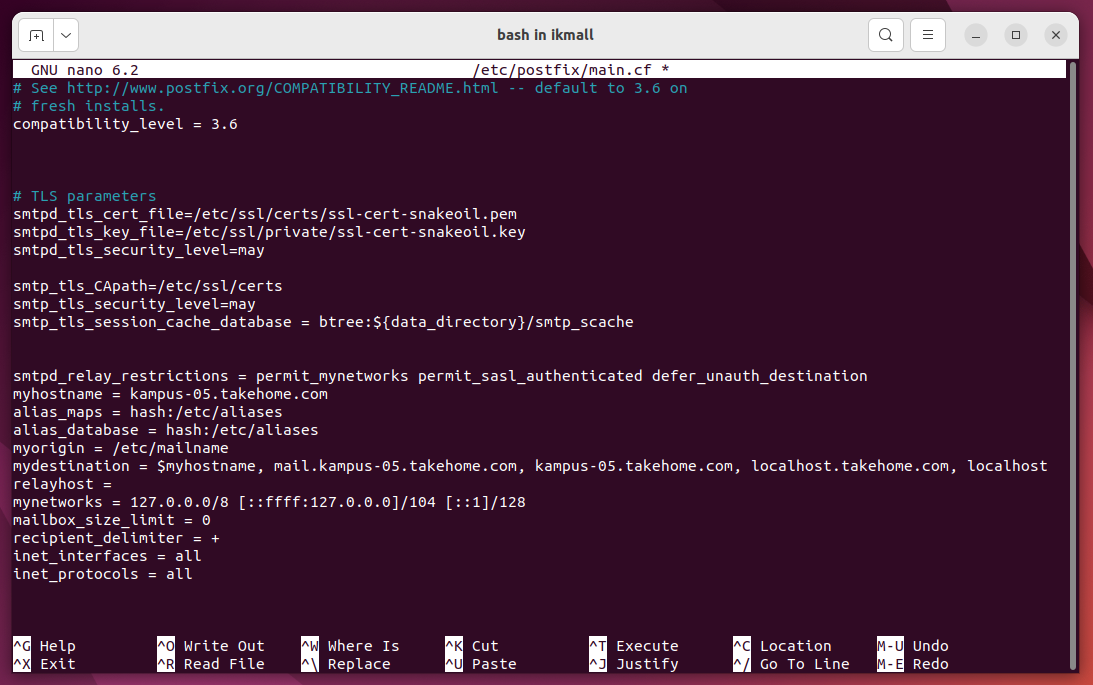 bash in ikmall
GNU nano 6.2 /etc/postfix/main.cf *
# See http://www.postfix.org/COMPATIBILITY_README.html -- default to 3.6 on
# fresh installs.
compatibility_level = 3.6
# TLS parameters
smtpd_tls_cert_file=/etc/ssl/certs/ssl-cert-snakeoil.pem
smtpd_tls_key_file=/etc/ssl/private/ssl-cert-snakeoil.key
smtpd_tls_security_level=may
smtp_tls_CApath=/etc/ssl/certs
smtp_tls_security_level=may
smtp_tls_session_cache_database = btree:${data_directory}/smtp_scache
smtpd_relay_restrictions = permit_mynetworks permit_sasl_authenticated defer_unauth_destination
myhostname = kampus-05.takehome.com
alias_maps = hash:/etc/aliases
alias_database = hash:/etc/aliases
myorigin = /etc/mailname
mydestination = $myhostname, mail.kampus-05.takehome.com, kampus-05.takehome.com, localhost.takehome.com, localhost
relayhost =
mynetworks = 127.0.0.0/8 [::ffff:127.0.0.0]/104 [::1]/128
mailbox_size_limit = 0
recipient_delimiter = +
inet_interfaces = all
inet_protocols = all
^G Help ^O Write Out ^W Where Is ^K Cut ^T Execute ^C Location M-U Undo
^X Exit ^R Read File ^\ Replace ^U Paste ^J Justify ^/ Go To Line M-E Redo